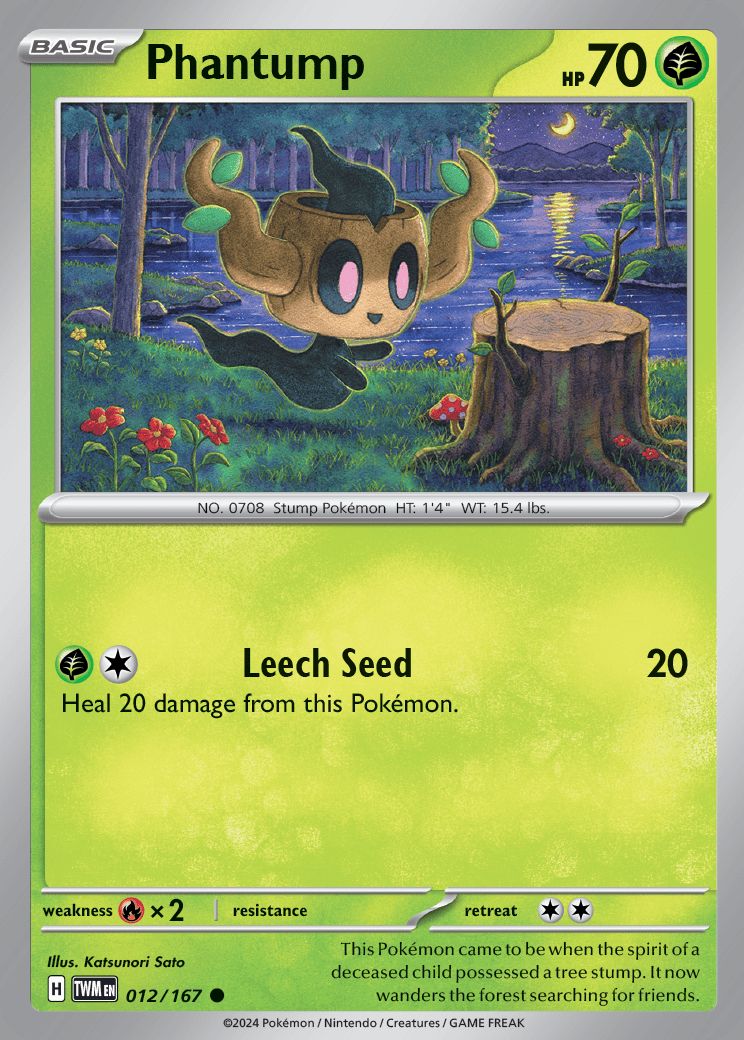 BASIC
Phantump
HP 70
NO. 0708 Stump Pokémon HT: 1'4" WT: 15.4 lbs.
Leech Seed 20
Heal 20 damage from this Pokémon.
weakness ×2 resistance retreat
Illus. Katsunori Sato
H TWM EN 012/167
This Pokémon came to be when the spirit of a
deceased child possessed a tree stump. It now
wanders the forest searching for friends.
©2024 Pokémon / Nintendo / Creatures / GAME FREAK